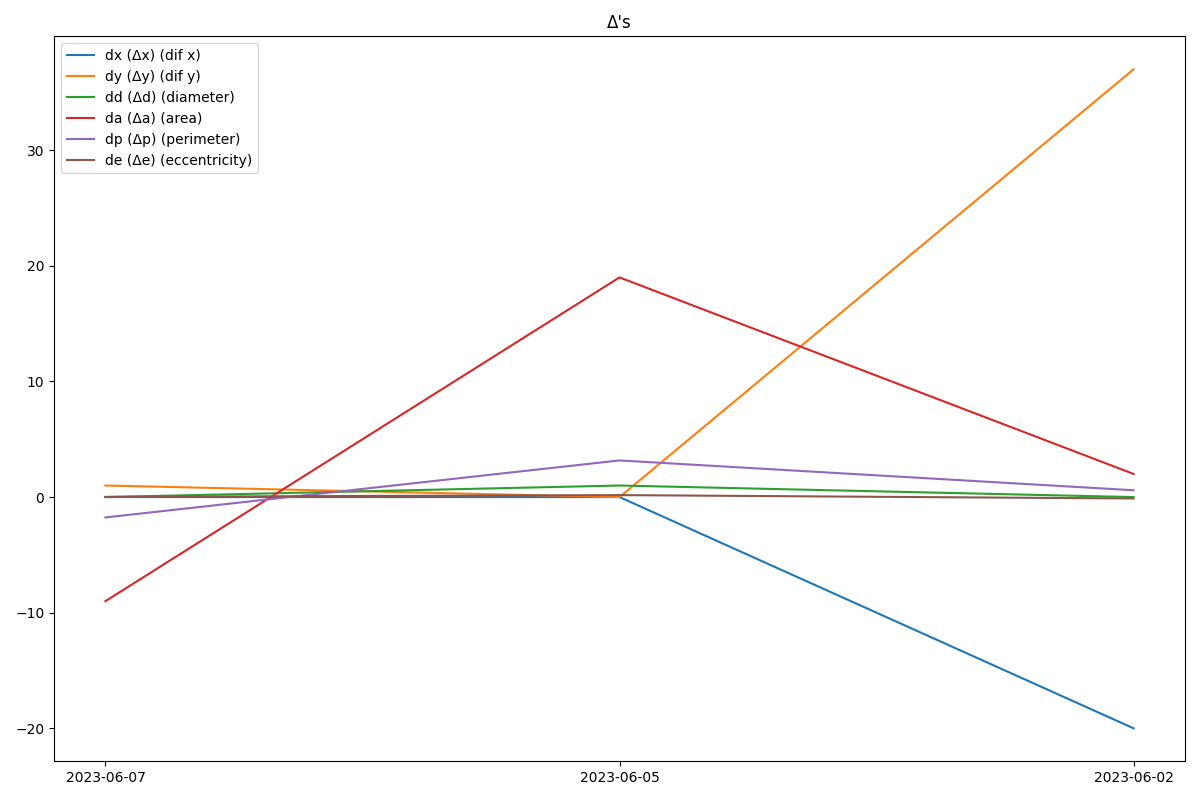 Δ's
dx (Δx) (dif x)
dy (Δy) (dif y)
dd (Δd) (diameter)
da (Δa) (area)
dp (Δp) (perimeter)
de (Δe) (eccentricity)
30
20
10
0
−10
−20
2023-06-07 2023-06-05 2023-06-02